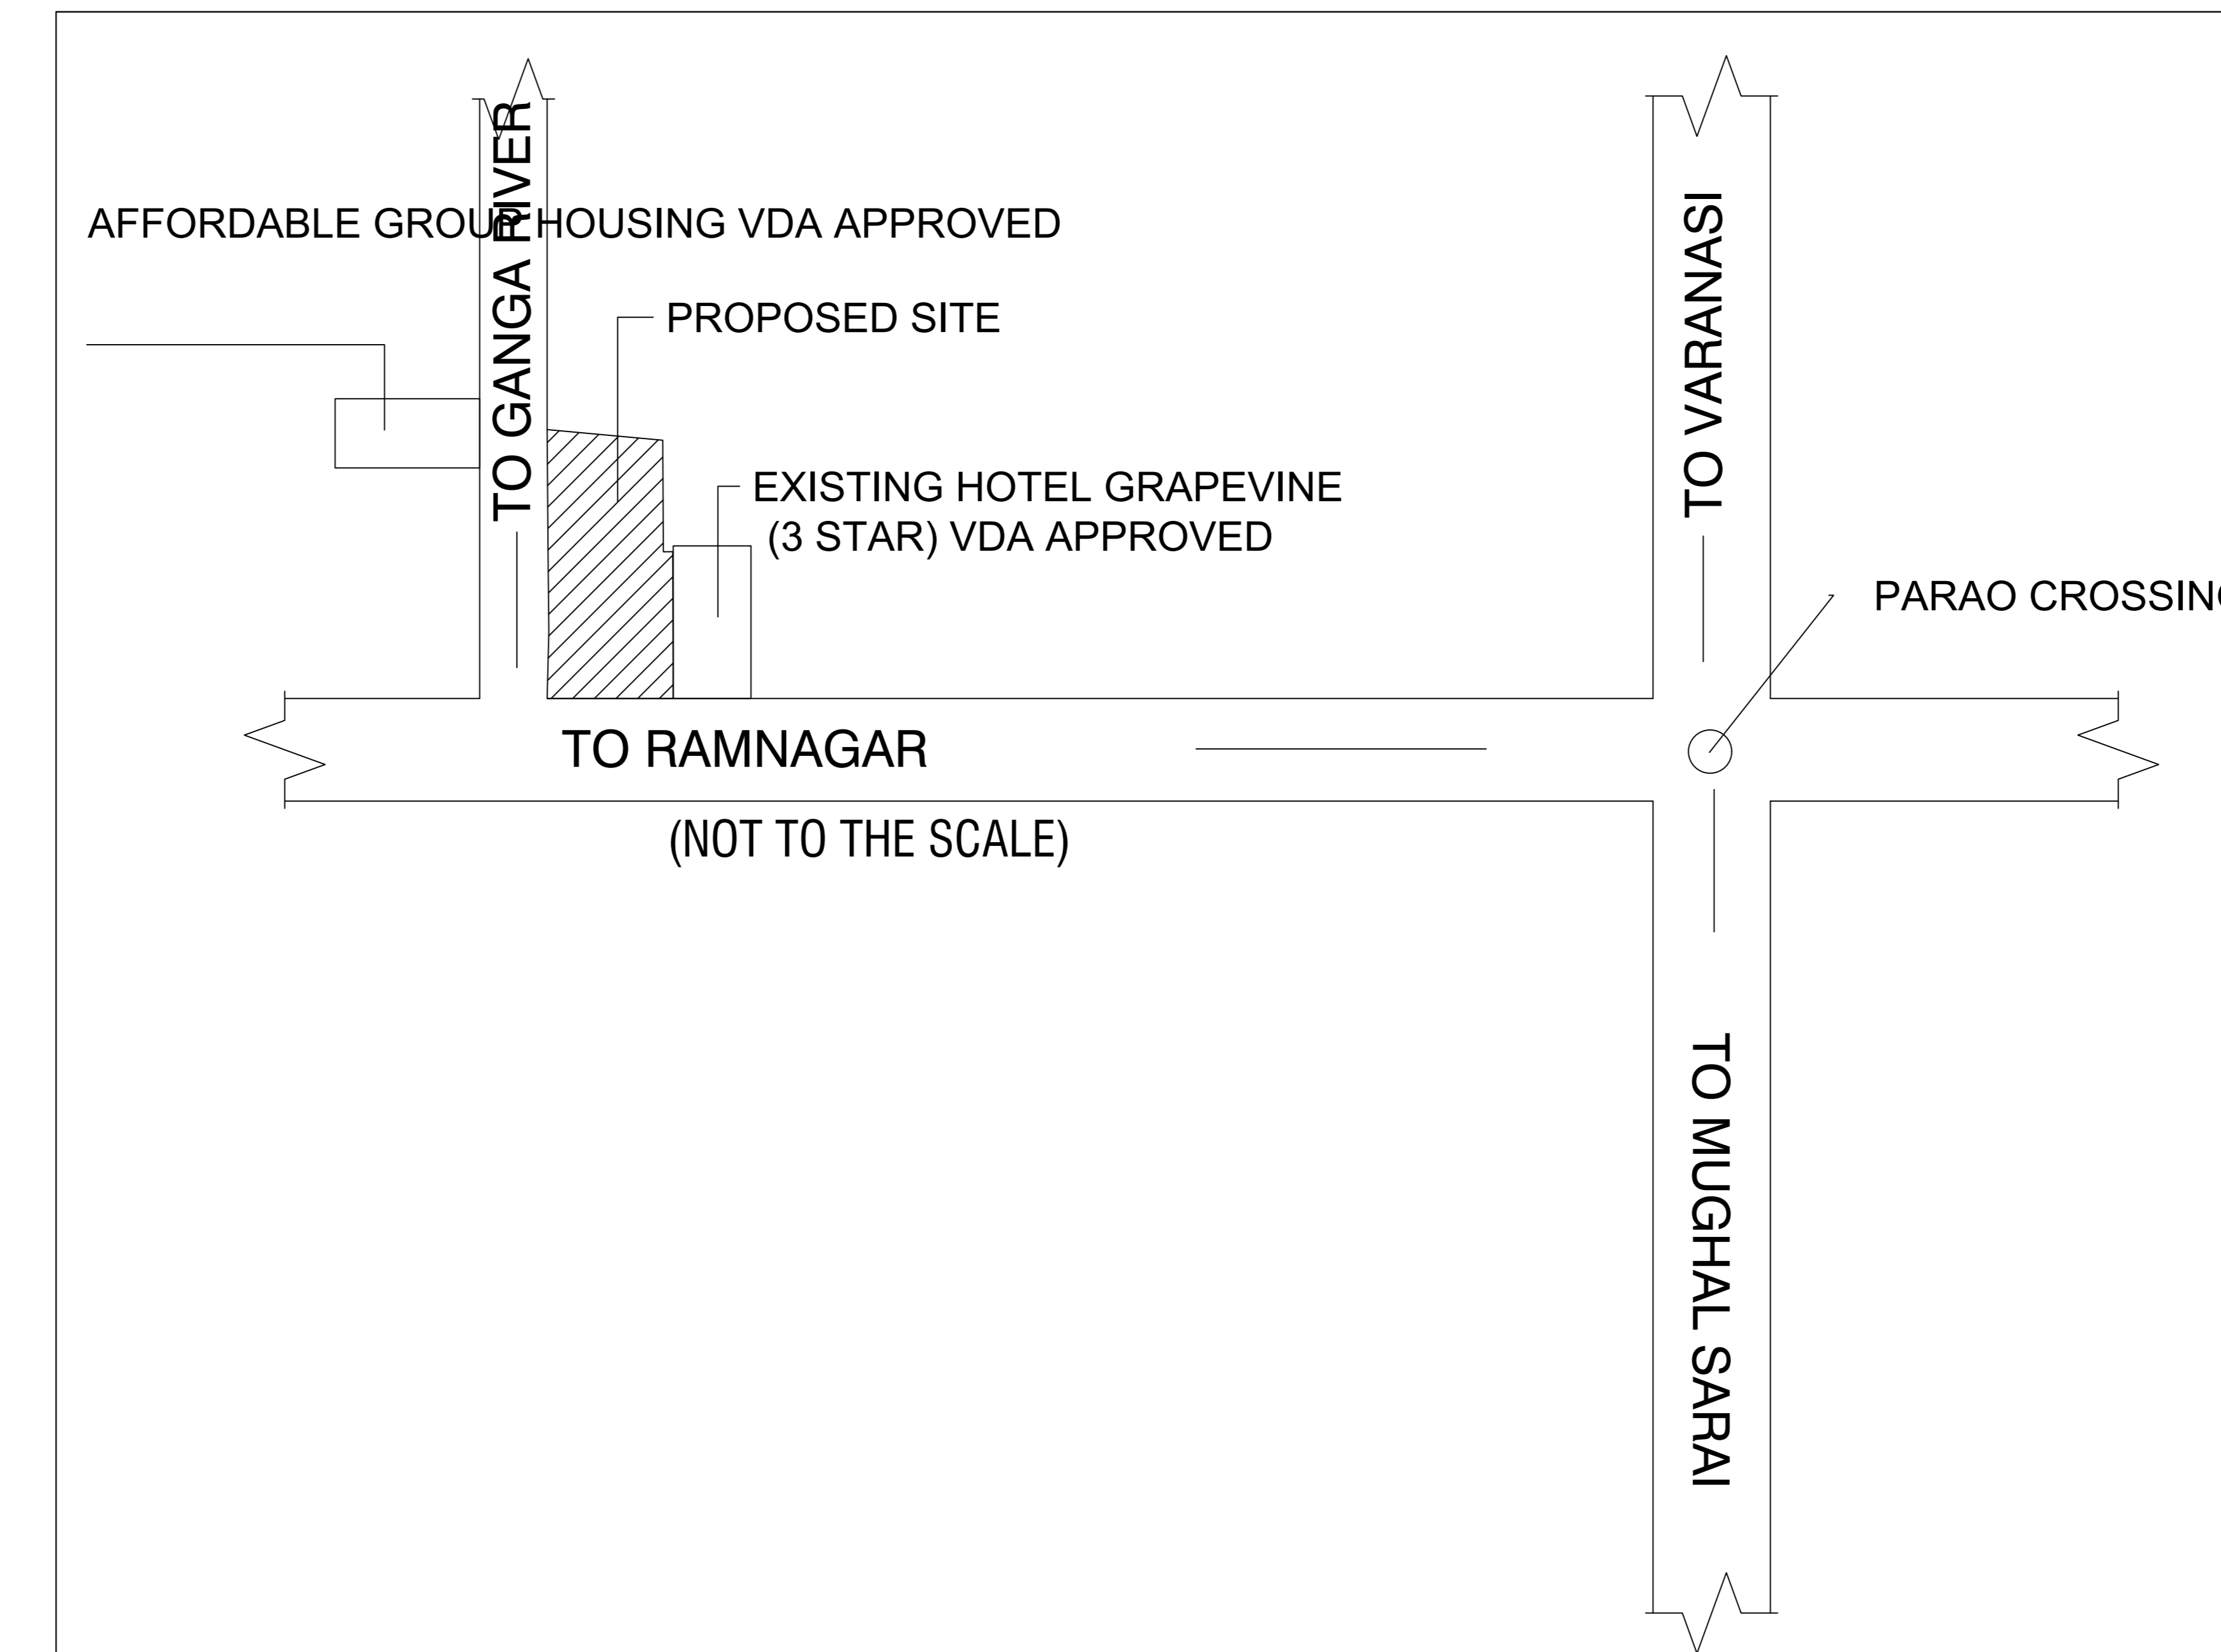 TO GANGA RIVER
AFFORDABLE GROUP HOUSING VDA APPROVED
PROPOSED SITE
TO VARANASI
EXISTING HOTEL GRAPEVINE
(3 STAR) VDA APPROVED
PARAO CROSSING
TO RAMNAGAR
(NOT TO THE SCALE)
TO MUGHAL SARAI